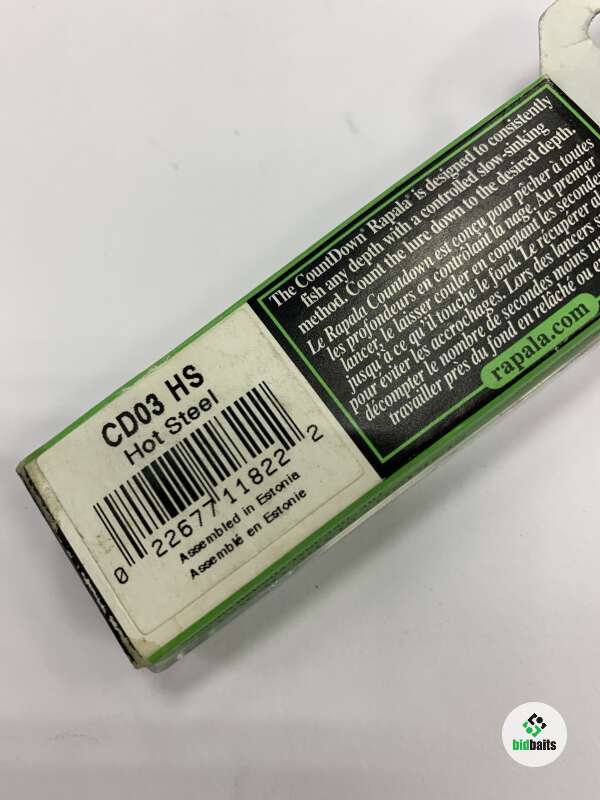 The CountDown® Rapala® is designed to consistently
fish any depth with a controlled slow-sinking
method. Count the lure down to the desired depth.
Le Rapala Countdown est conçu pour pêcher à toutes
les profondeurs en contrôlant la nage. Au premier
lancer, le laisser couler en comptant les secondes
jusqu'à ce qu'il touche le fond. Le récupérer
pour éviter les accrochages. Lors des lancers
décompter le nombre de secondes moins
travailler près du fond en relâche ou
rapala.com
CD03 HS
Hot Steel
0 22677 11822 2
Assembled in Estonia
Assemblé en Estonie
bidbaits